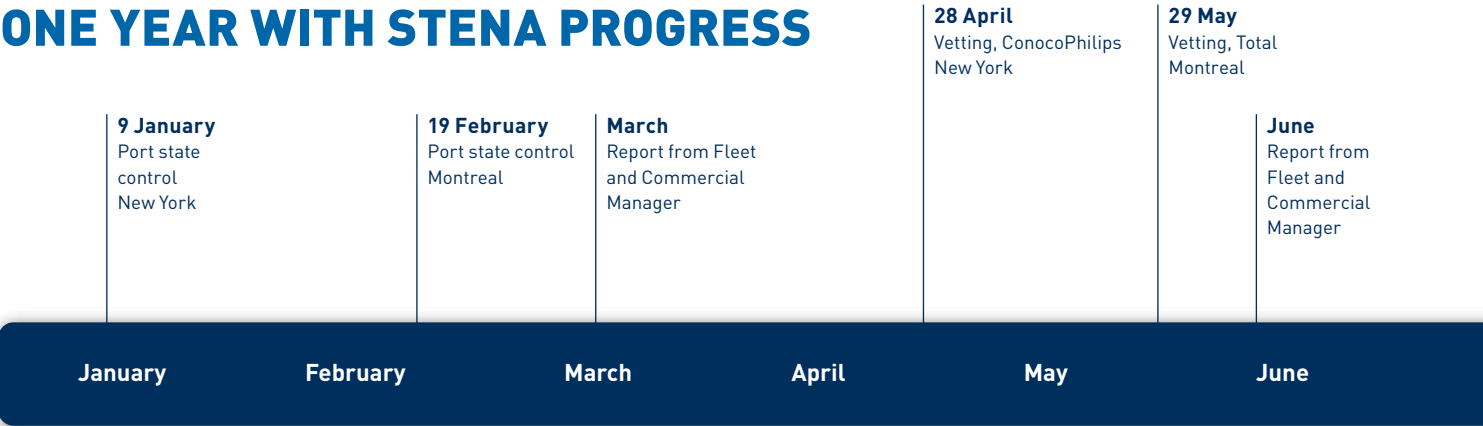 ONE YEAR WITH STENA PROGRESS
9 January
Port state
control
New York
19 February
Port state control
Montreal
March
Report from Fleet
and Commercial
Manager
28 April
Vetting, ConocoPhilips
New York
29 May
Vetting, Total
Montreal
June
Report from
Fleet and
Commercial
Manager
January February March April May June